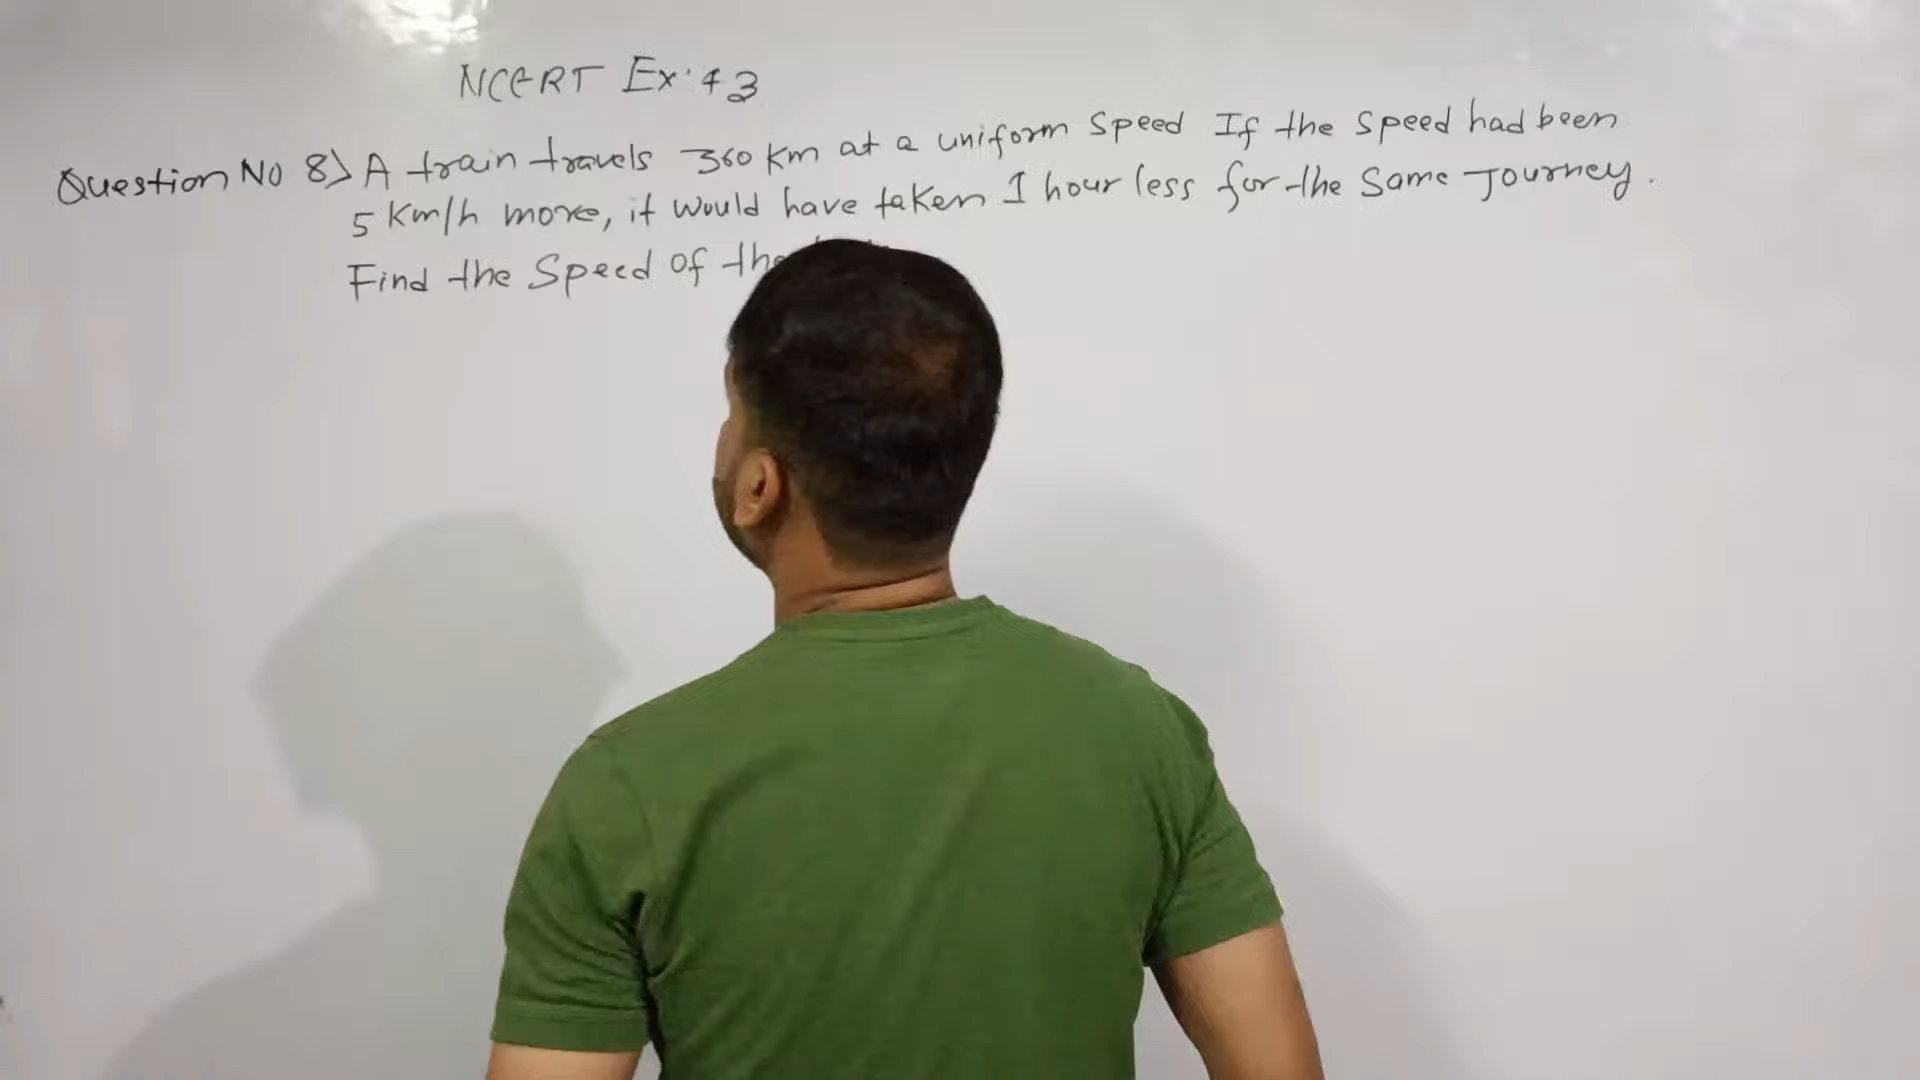 NCERT Ex. 4.3
Question No 8) A train travels 360 km at a uniform speed If the speed had been
5 km/h more, it would have taken 1 hour less for the same Journey.
Find the Speed of the